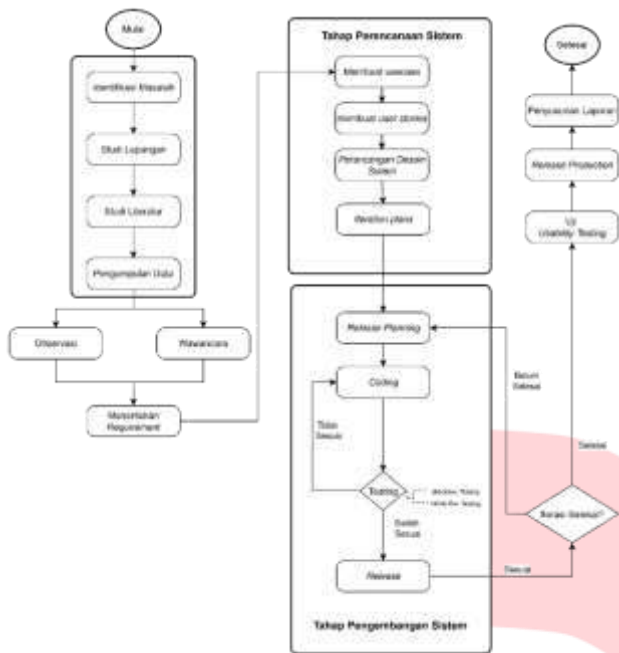 Mulai
Identifikasi Masalah
Studi Lapangan
Studi Literatur
Pengumpulan Data
Observasi
Wawancara
Menentukan
Requirement
Tahap Perencanaan Sistem
Membuat usecase
membuat user stories
Perancangan Desain
Sistem
Iteration plans
Release Planning
Coding
Tidak
Sesuai
Testing
Blackbox Testing
White Box Testing
Sudah
Sesuai
Release
Tahap Pengembangan Sistem
Sesuai
Belum
Selesai
Selesai
Uji
Usability Testing
Release Production
Penyusunan Laporan
Selesai